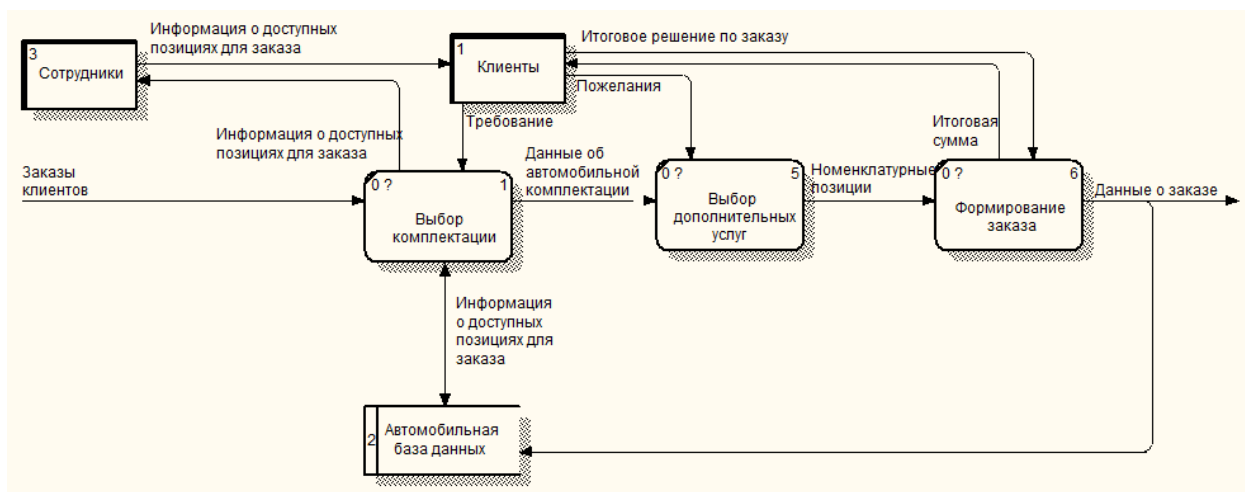 Информация о доступных
позициях для заказа
3
Сотрудники
1
Клиенты
Итоговое решение по заказу
Пожелания
Требование
Информация о доступных
позициях для заказа
Заказы
клиентов
Данные об
автомобильной
комплектации
Итоговая
сумма
Номенклатурные
позиции
0 ?
1
Выбор
комплектации
0 ?
5
Выбор
дополнительных
услуг
0 ?
6
Формирование
заказа
Данные о заказе
Информация
о доступных
позициях для
заказа
2
Автомобильная
база данных